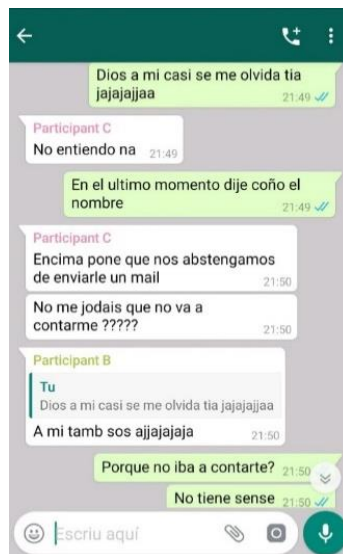 Dios a mi casi se me olvida tia
jajajajjaa
21:49
Participant C
No entiendo na 21:49
En el ultimo momento dije coño el
nombre
21:49
Participant C
Encima pone que nos abstengamos
de enviarle un mail
21:50
No me jodais que no va a
contarme ?????
21:50
Participant B
Tu
Dios a mi casi se me olvida tia jajajajjaa
A mi tamb sos ajjajajaja
21:50
Porque no iba a contarte? 21:50
No tiene sense 21:50
Escriu aquí